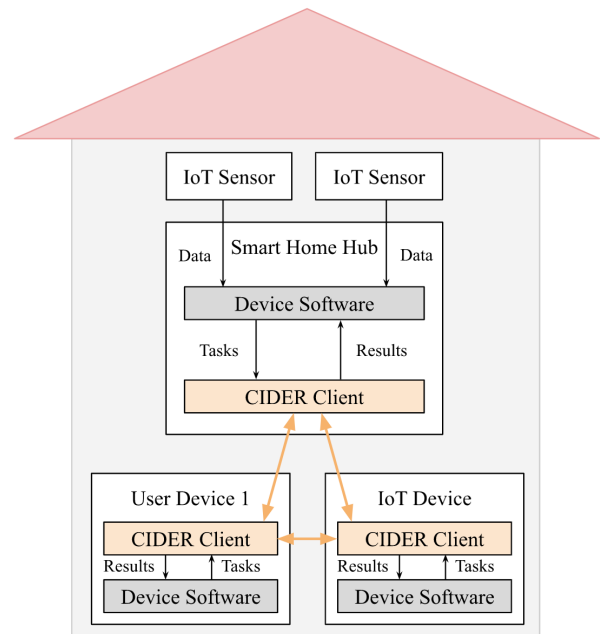 IoT Sensor
IoT Sensor
Smart Home Hub
Data
Data
Device Software
Tasks
Results
CIDER Client
User Device 1
IoT Device
CIDER Client
CIDER Client
Results
Tasks
Results
Tasks
Device Software
Device Software